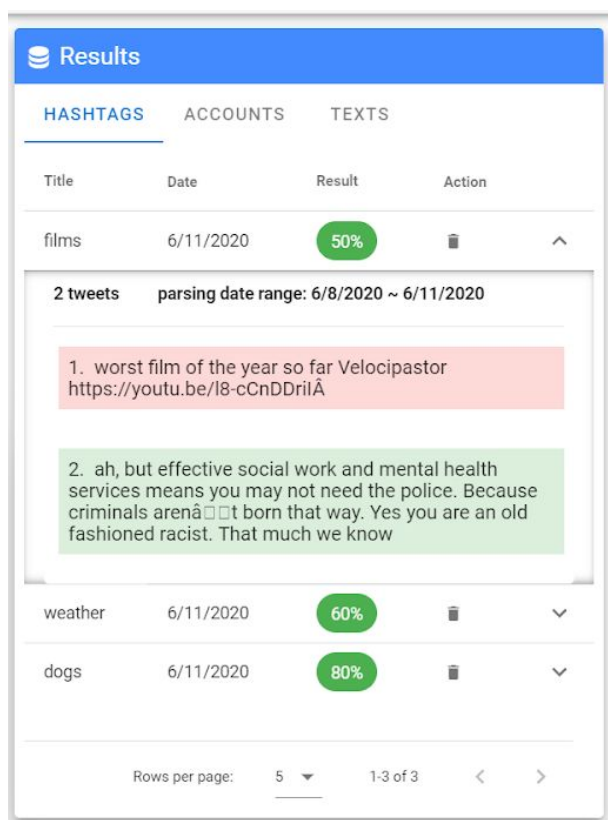 Results
HASHTAGS ACCOUNTS TEXTS
Title Date Result Action
films 6/11/2020 50%
2 tweets parsing date range: 6/8/2020 ~ 6/11/2020
1. worst film of the year so far Velocipastor
https://youtu.be/l8-cCnDDriIÂ
2. ah, but effective social work and mental health
services means you may not need the police. Because
criminals arenâ□□t born that way. Yes you are an old
fashioned racist. That much we know
weather 6/11/2020 60%
dogs 6/11/2020 80%
Rows per page: 5 1-3 of 3